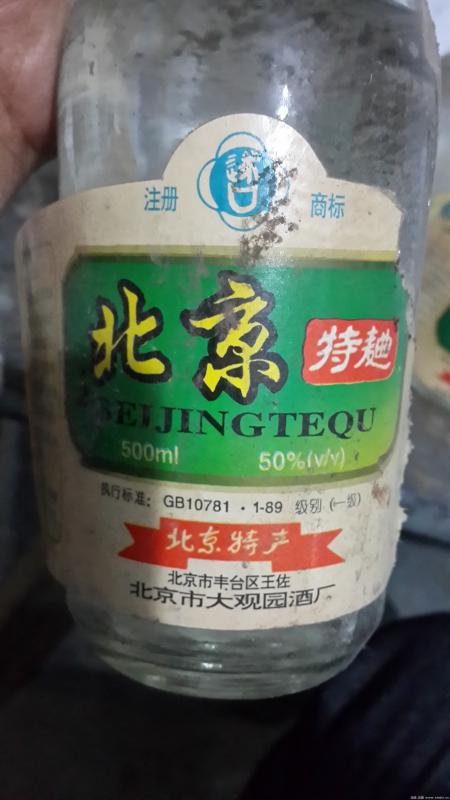 注册 商标
北京 特麯
BEIJINGTEQU
500ml 50%(v/v)
执行标准: GB10781·1-89 级别 (一级)
北京特产
北京市丰台区王佐
北京市大观园酒厂